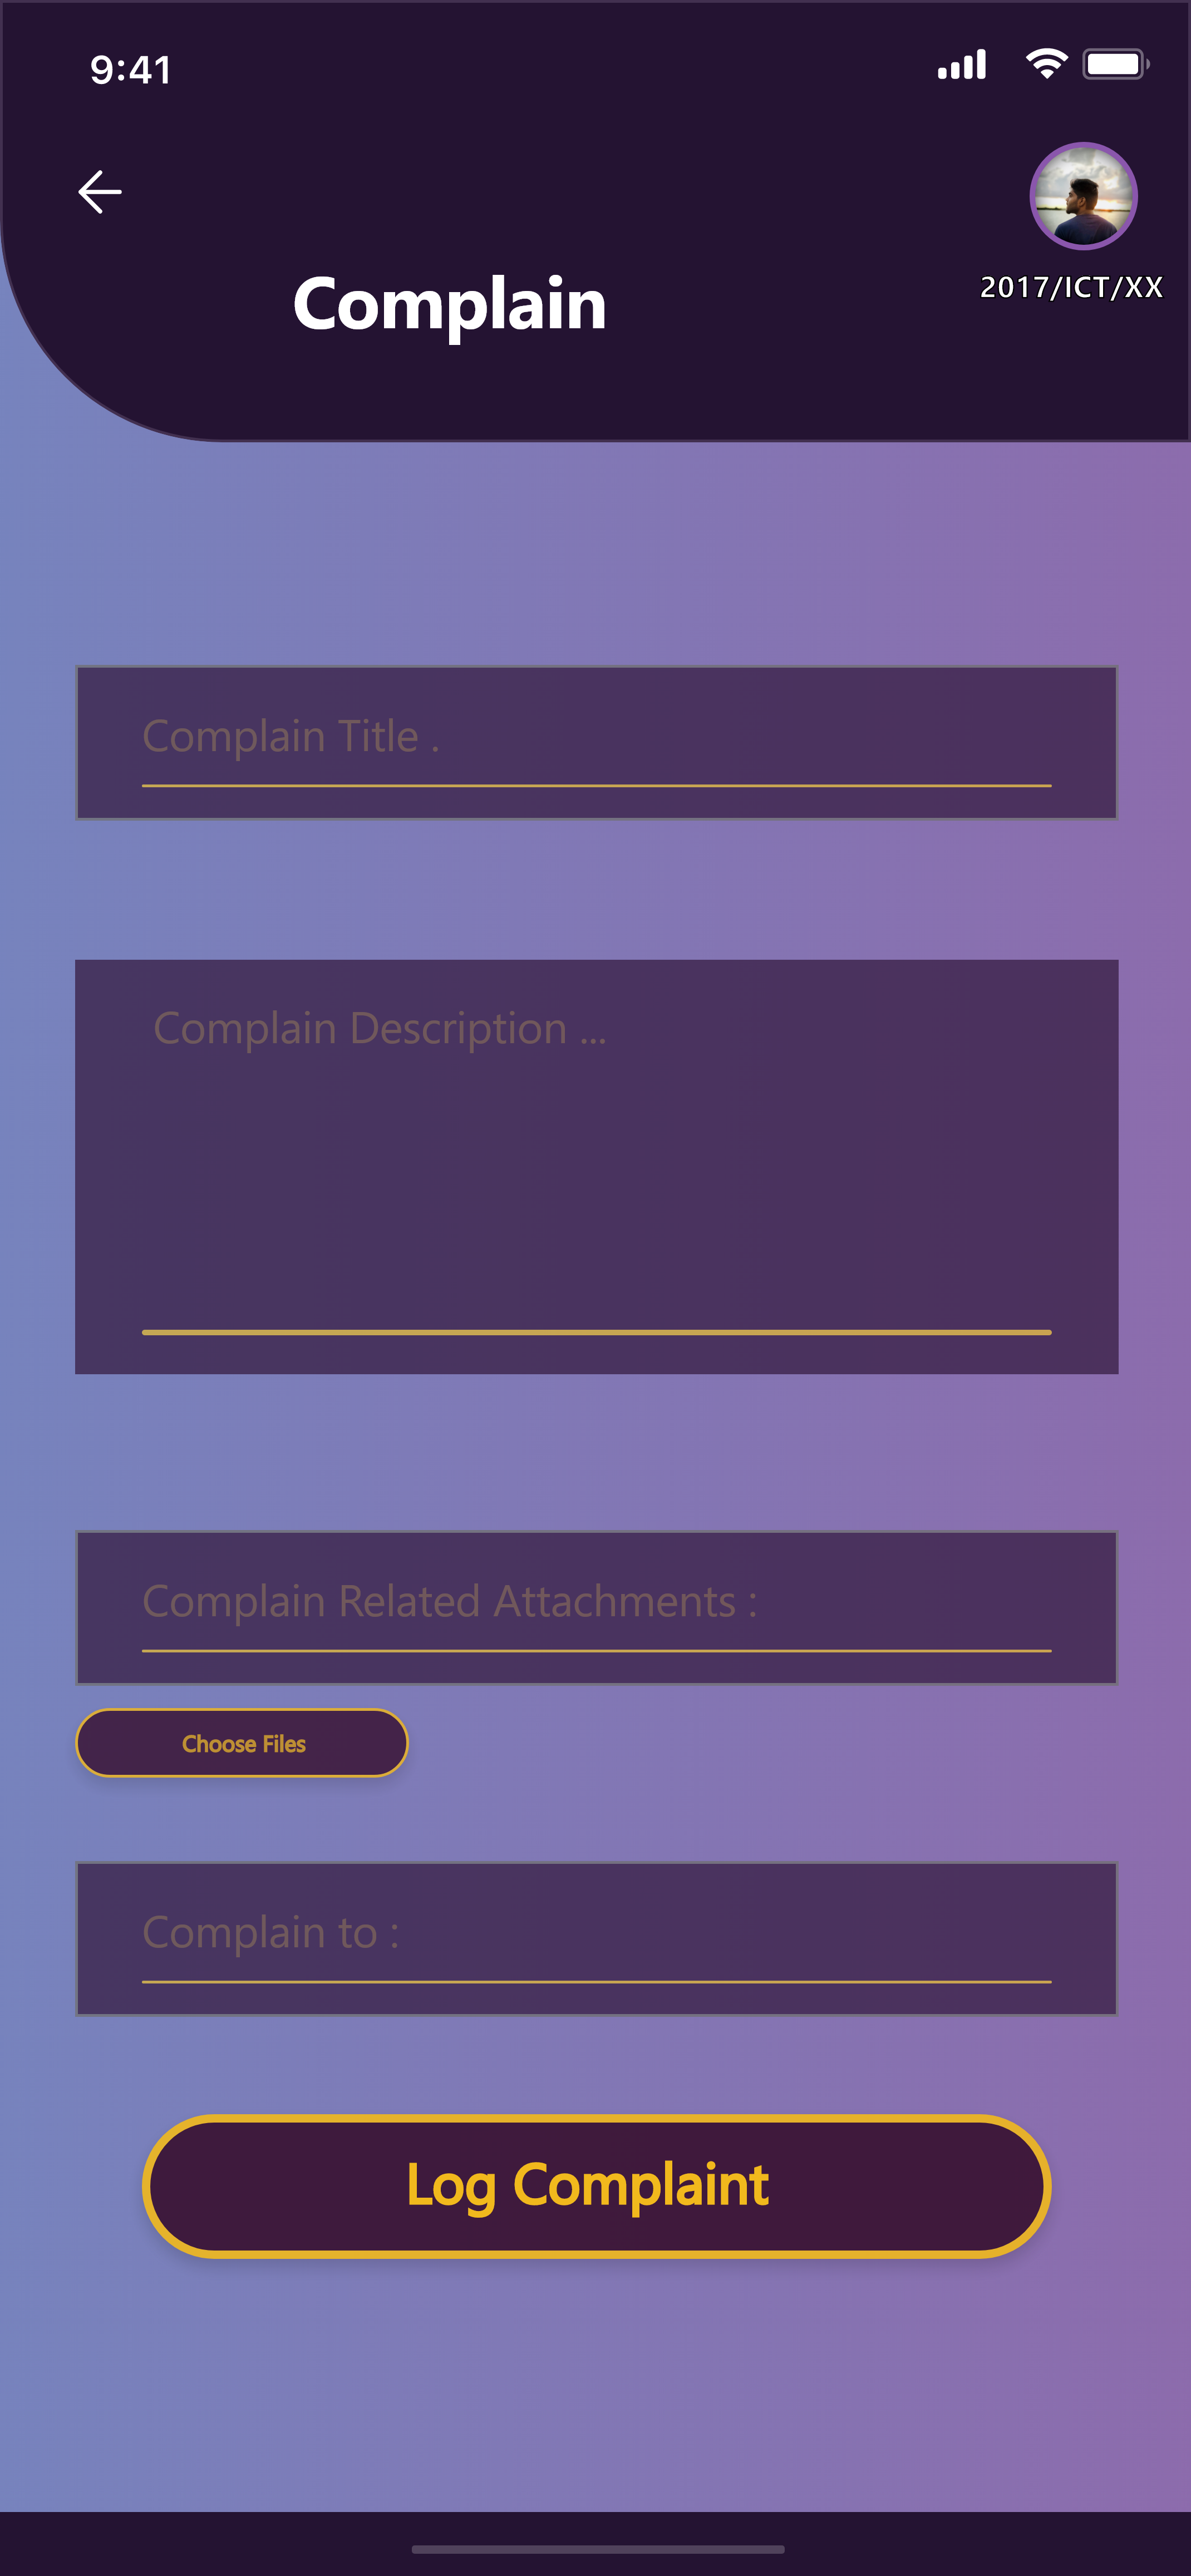 9:41
2017/ICT/XX
Complain
Complain Title .
Complain Description ...
Complain Related Attachments :
Choose Files
Complain to :
Log Complaint